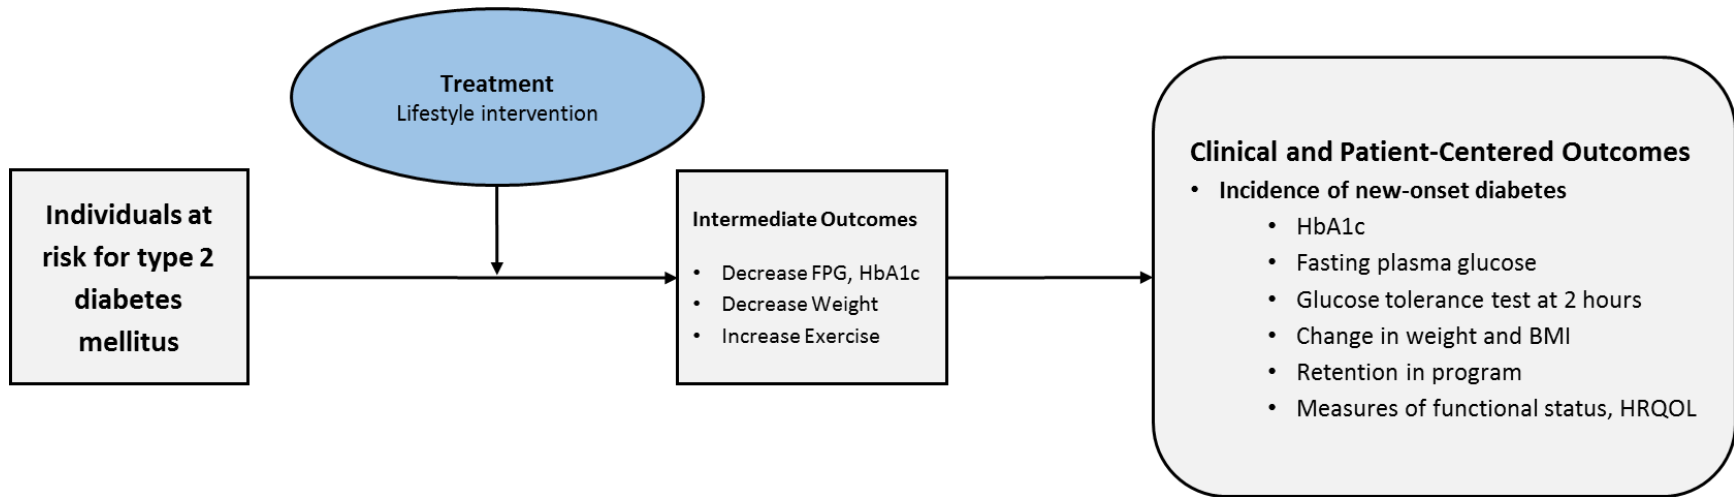 Treatment
Lifestyle intervention
Individuals at
risk for type 2
diabetes
mellitus
Intermediate Outcomes
• Decrease FPG, HbA1c
• Decrease Weight
• Increase Exercise
Clinical and Patient-Centered Outcomes
• Incidence of new-onset diabetes
• HbA1c
• Fasting plasma glucose
• Glucose tolerance test at 2 hours
• Change in weight and BMI
• Retention in program
• Measures of functional status, HRQOL